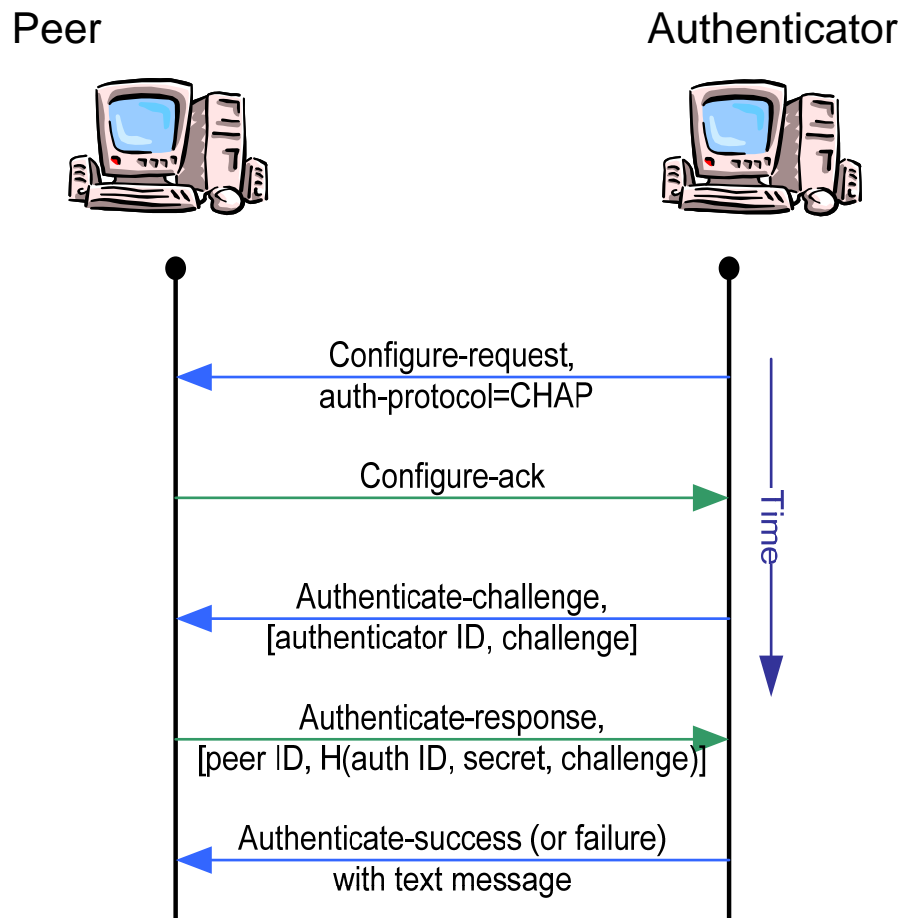 Peer
Authenticator
Configure-request,
auth-protocol=CHAP
Configure-ack
Time
Authenticate-challenge,
[authenticator ID, challenge]
Authenticate-response,
[peer ID, H(auth ID, secret, challenge)]
Authenticate-success (or failure)
with text message